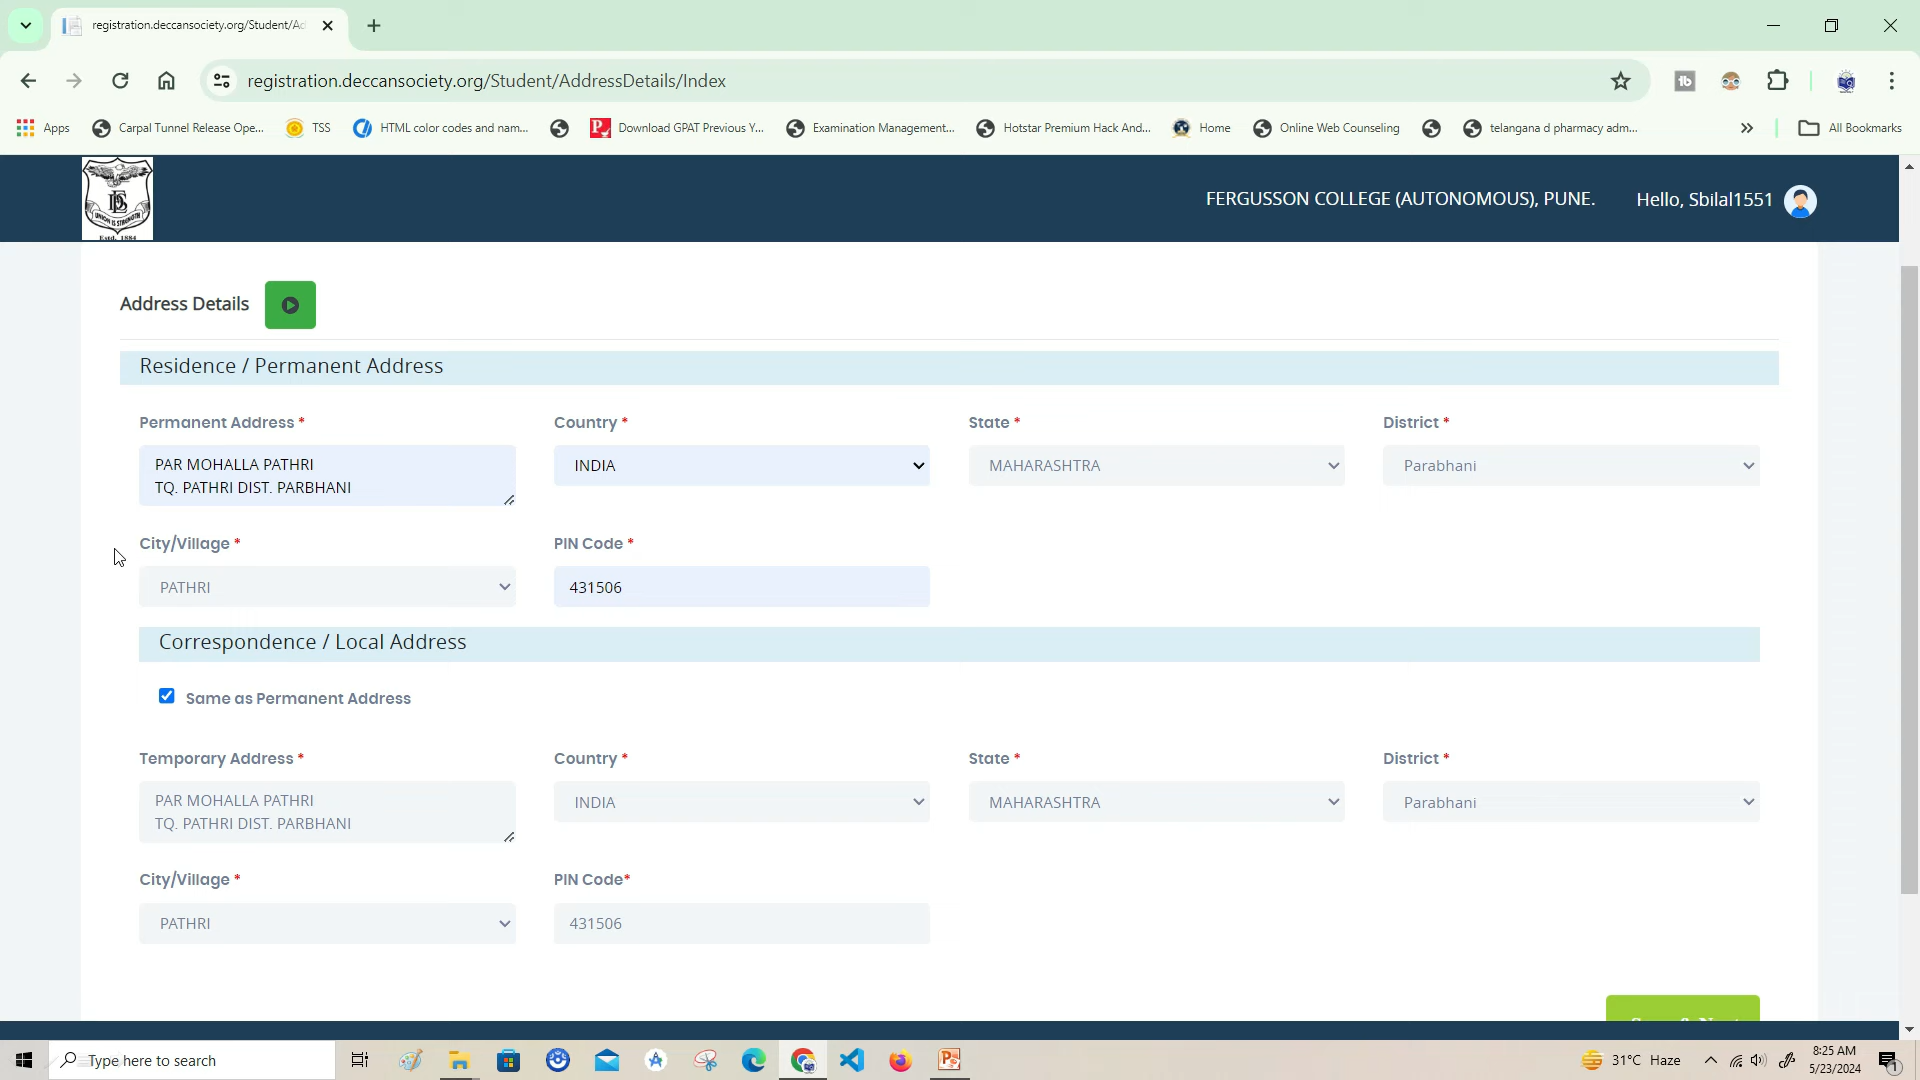 registration.deccansociety.org/Student/Ad
registration.deccansociety.org/Student/AddressDetails/Index
Apps
Carpal Tunnel Release Ope...
TSS
HTML color codes and nam...
Download GPAT Previous Y...
Examination Management...
Hotstar Premium Hack And...
Home
Online Web Counseling
telangana d pharmacy adm...
All Bookmarks
FERGUSSON COLLEGE (AUTONOMOUS), PUNE.
Hello, Sbilal1551
Address Details
Residence / Permanent Address
Permanent Address * Country * State * District *
PAR MOHALLA PATHRI
TQ. PATHRI DIST. PARBHANI
INDIA MAHARASHTRA Parabhani
City/Village * PIN Code *
PATHRI 431506
Correspondence / Local Address
Same as Permanent Address
Temporary Address * Country * State * District *
PAR MOHALLA PATHRI
TQ. PATHRI DIST. PARBHANI
INDIA MAHARASHTRA Parabhani
City/Village * PIN Code*
PATHRI 431506
Type here to search
31°C Haze
8:25 AM
5/23/2024